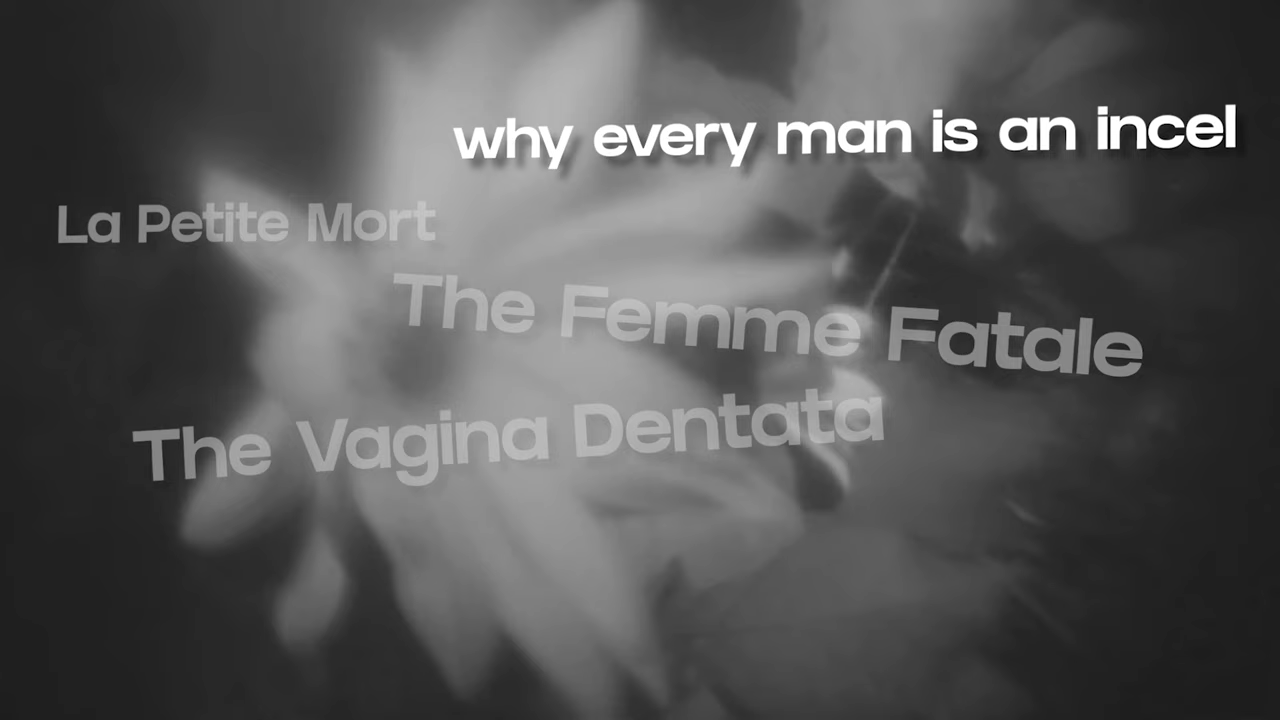 why every man is an incel
La Petite Mort
The Femme Fatale
The Vagina Dentata